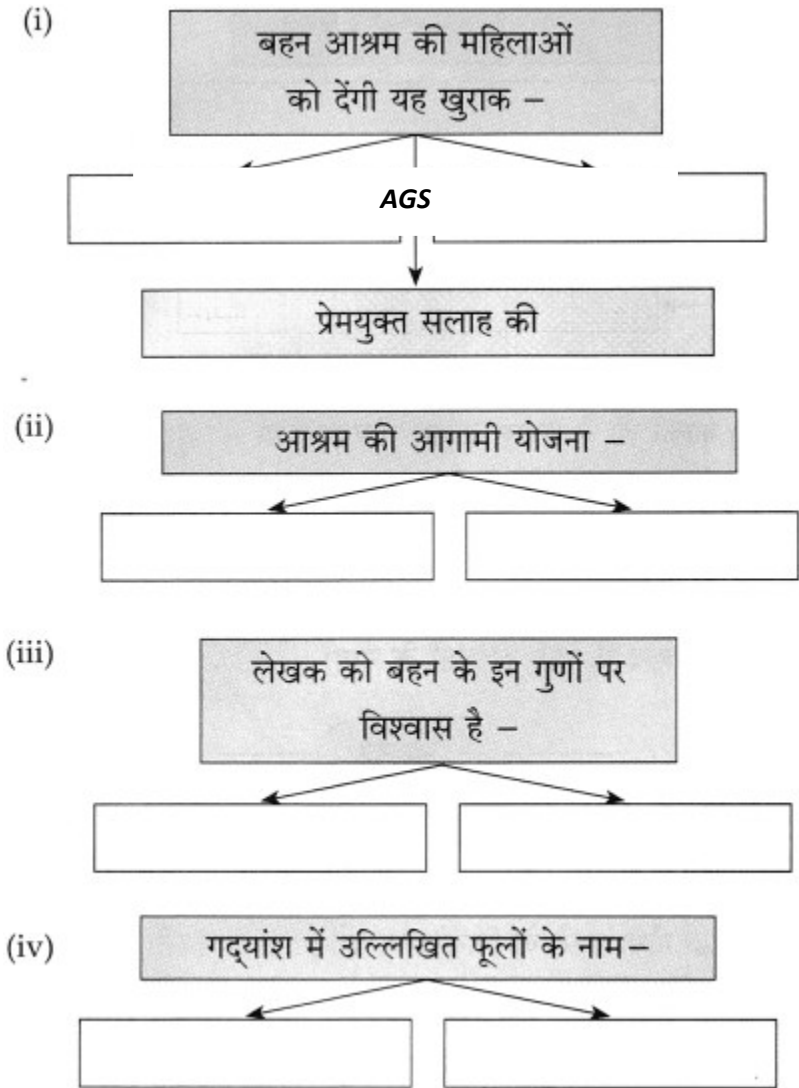 (i)
बहन आश्रम की महिलाओं
को देंगी यह खुराक –
AGS
प्रेमयुक्त सलाह की
(ii)
आश्रम की आगामी योजना –
(iii)
लेखक को बहन के इन गुणों पर
विश्वास है –
(iv)
गद्‌यांश में उल्लिखित फूलों के नाम–